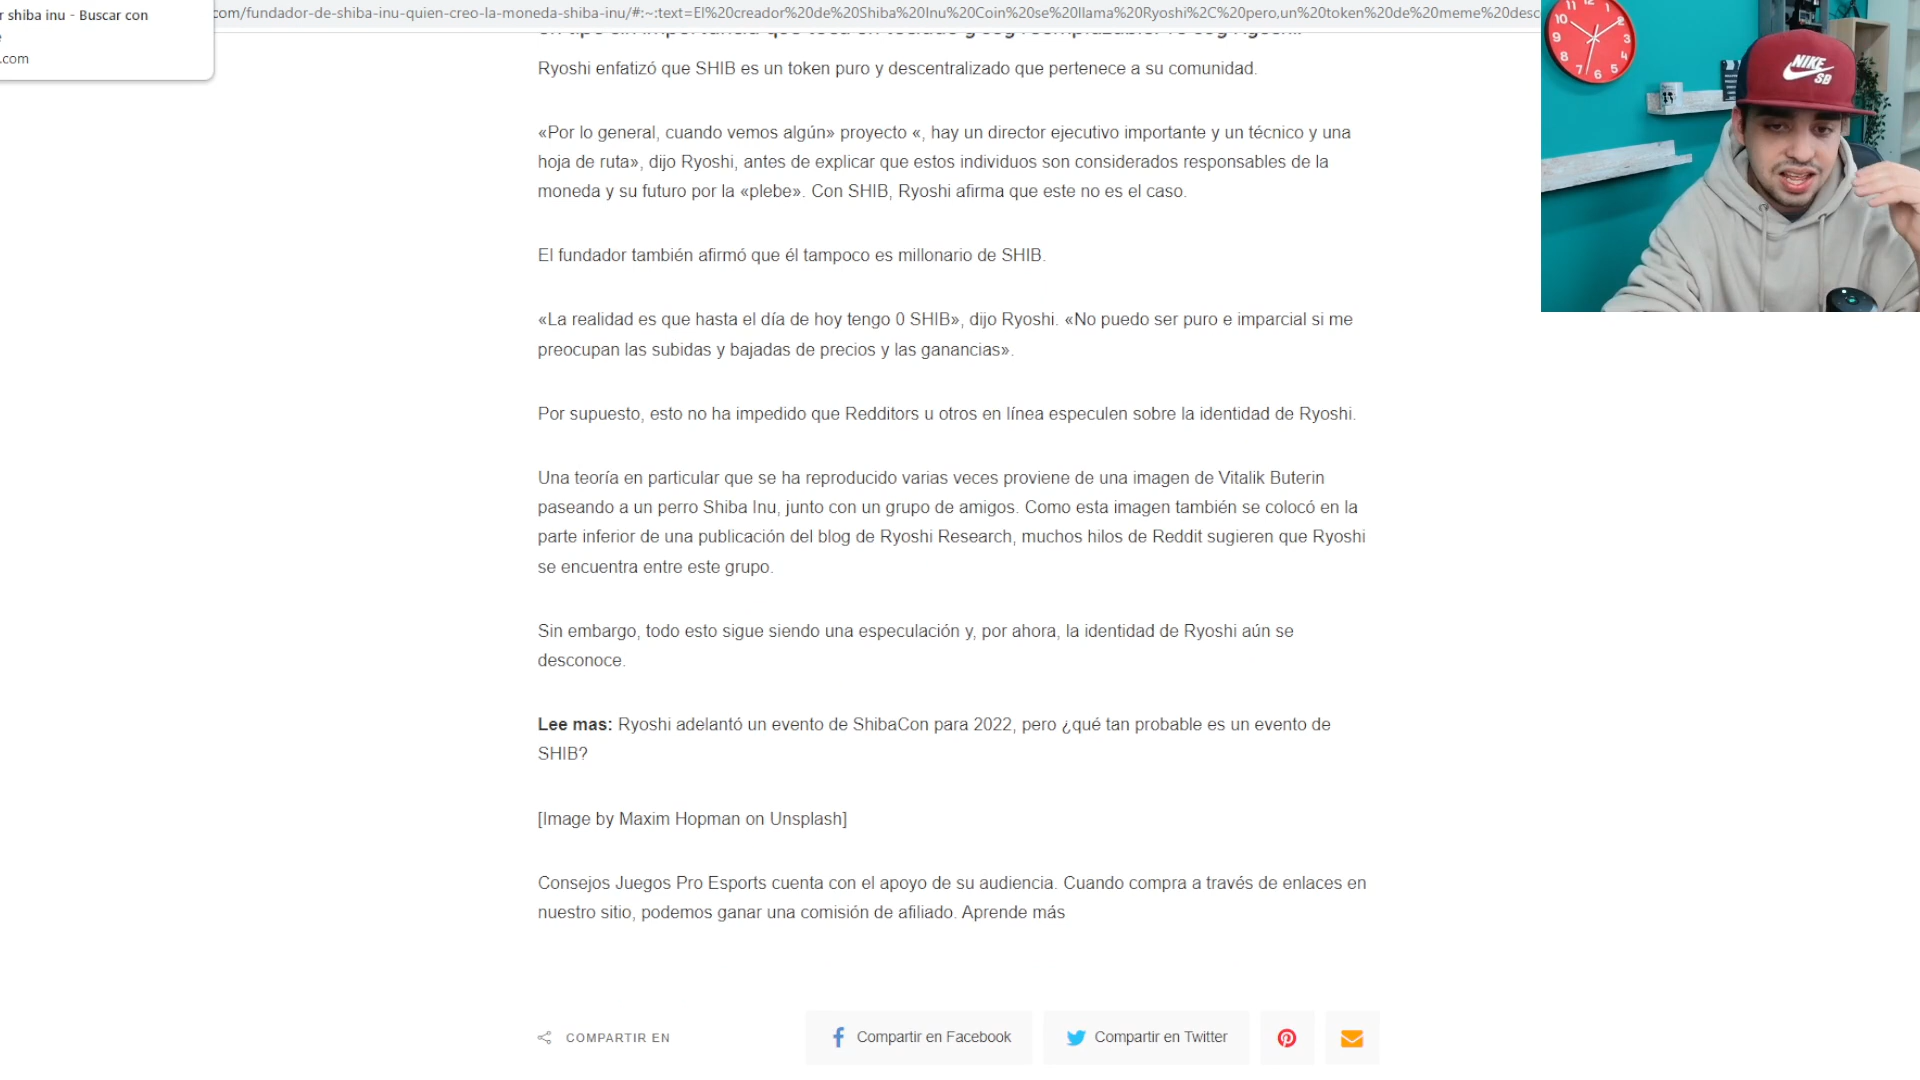 r shiba inu - Buscar con
.com
com/fundador-de-shiba-inu-quien-creo-la-moneda-shiba-inu/#:~:text=El%20creador%20de%20Shiba%20Inu%20Coin%20se%20llama%20Ryoshi%2C%20pero,un%20token%20de%20meme%20desc
Ryoshi enfatizó que SHIB es un token puro y descentralizado que pertenece a su comunidad.
«Por lo general, cuando vemos algún» proyecto «, hay un director ejecutivo importante y un técnico y una
hoja de ruta», dijo Ryoshi, antes de explicar que estos individuos son considerados responsables de la
moneda y su futuro por la «plebe». Con SHIB, Ryoshi afirma que este no es el caso.
El fundador también afirmó que él tampoco es millonario de SHIB.
«La realidad es que hasta el día de hoy tengo 0 SHIB», dijo Ryoshi. «No puedo ser puro e imparcial si me
preocupan las subidas y bajadas de precios y las ganancias».
Por supuesto, esto no ha impedido que Redditors u otros en línea especulen sobre la identidad de Ryoshi.
Una teoría en particular que se ha reproducido varias veces proviene de una imagen de Vitalik Buterin
paseando a un perro Shiba Inu, junto con un grupo de amigos. Como esta imagen también se colocó en la
parte inferior de una publicación del blog de Ryoshi Research, muchos hilos de Reddit sugieren que Ryoshi
se encuentra entre este grupo.
Sin embargo, todo esto sigue siendo una especulación y, por ahora, la identidad de Ryoshi aún se
desconoce.
Lee mas: Ryoshi adelantó un evento de ShibaCon para 2022, pero ¿qué tan probable es un evento de
SHIB?
[Image by Maxim Hopman on Unsplash]
Consejos Juegos Pro Esports cuenta con el apoyo de su audiencia. Cuando compra a través de enlaces en
nuestro sitio, podemos ganar una comisión de afiliado. Aprende más
COMPARTIR EN
Compartir en Facebook
Compartir en Twitter
11 12 1
10 2
9 3
8 4
7 6 5
NIKE
SB